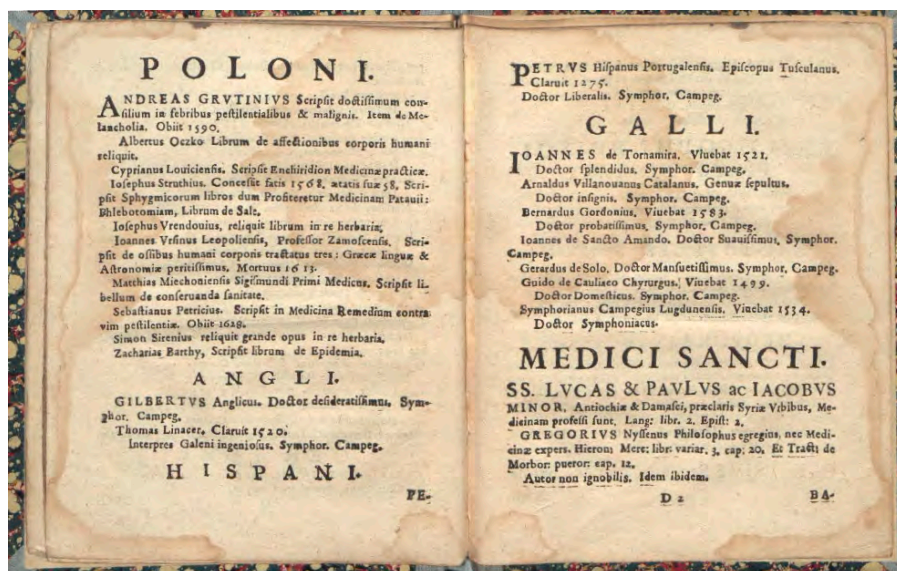 POLONI.
ANDREAS GRVTINIVS Scripſit doctiſſimum con-
ſilium in febribus peſtilentialibus & malignis. Item de Me-
lancholia. Obiit 1590.
Albertus Oczko Librum de affectionibus corporis humani
reliquit.
Cyprianus Louicienſis. Scripſit Enchiridion Medicinæ practicæ.
Ioſephus Struthius. Conceſſit fatis 1568. ætatis ſuæ 58, Scri-
pſit Sphygmicorum libros dum Profiteretur Medicinam Patauii:
Phlebotomiam, Librum de Sale.
Ioſephus Vrendouius, reliquit librum in re herbaria;
Ioannes Vrſinus Leopolienſis, Profeſſor Zamoſcenſis, Scri-
pſit de oſſibus humani corporis tractatus tres: Græcæ linguæ &
Aſtronomiæ peritiſſimus. Mortuus 1613.
Matthias Miechonienſis Sigiſmundi Primi Medicus. Scripſit li-
bellum de conſeruanda ſanitate.
Sebaſtianus Petricius. Scripſit in Medicina Remedium contra
vim peſtilentiæ. Obiit 1628.
Simon Sirenius reliquit grande opus in re herbaria.
Zacharias Barthy, Scripſit librum de Epidemia.
ANGLI.
GILBERTVS Anglicus. Doctor deſideratiſſimus, Sym-
phor. Campeg.
Thomas Linacer. Claruit 1520.
Interpres Galeni ingenioſus. Symphor. Campeg.
HISPANI.
PE-
PETRVS Hiſpanus Portugalenſis. Epiſcopus Tuſculanus.
Claruit 1275.
Doctor Liberalis. Symphor. Campeg.
GALLI.
IOANNES de Tornamira. Viuebat 1521.
Doctor ſplendidus. Symphor. Campeg.
Arnaldus Villanouanus Catalanus. Genuæ ſepultus.
Doctor inſignis. Symphor. Campeg.
Bernardus Gordonius. Viuebat 1583.
Doctor probatiſſimus, Symphor. Campeg.
Ioannes de Sancto Amando. Doctor Suauiſſimus, Symphor.
Campeg.
Gerardus de Solo. Doctor Manſuetiſſimus. Symphor. Campeg.
Guido de Cauliaco Chyrurgus. Viuebat 1499.
Doctor Domeſticus. Symphor. Campeg.
Symphorianus Campegius Lugdunenſis. Viuebat 1534.
Doctor Symphoniacus.
MEDICI SANCTI.
SS. LVCAS & PAVLVS ac IACOBVS
MINOR, Antiochiæ & Damaſci, præclaris Syriæ Vrbibus, Me-
dicinam profeſſi ſunt. Lang: libr. 2. Epiſt: 2.
GREGORIVS Nyſſenus Philoſophus egregius, nec Medi-
cinæ expers. Hieron: Merc: libr: variar. 3. cap: 20. Et Tract: de
Morbor: pueror: cap. 12.
Autor non ignobilis. Idem ibidem.
D 2 BA-